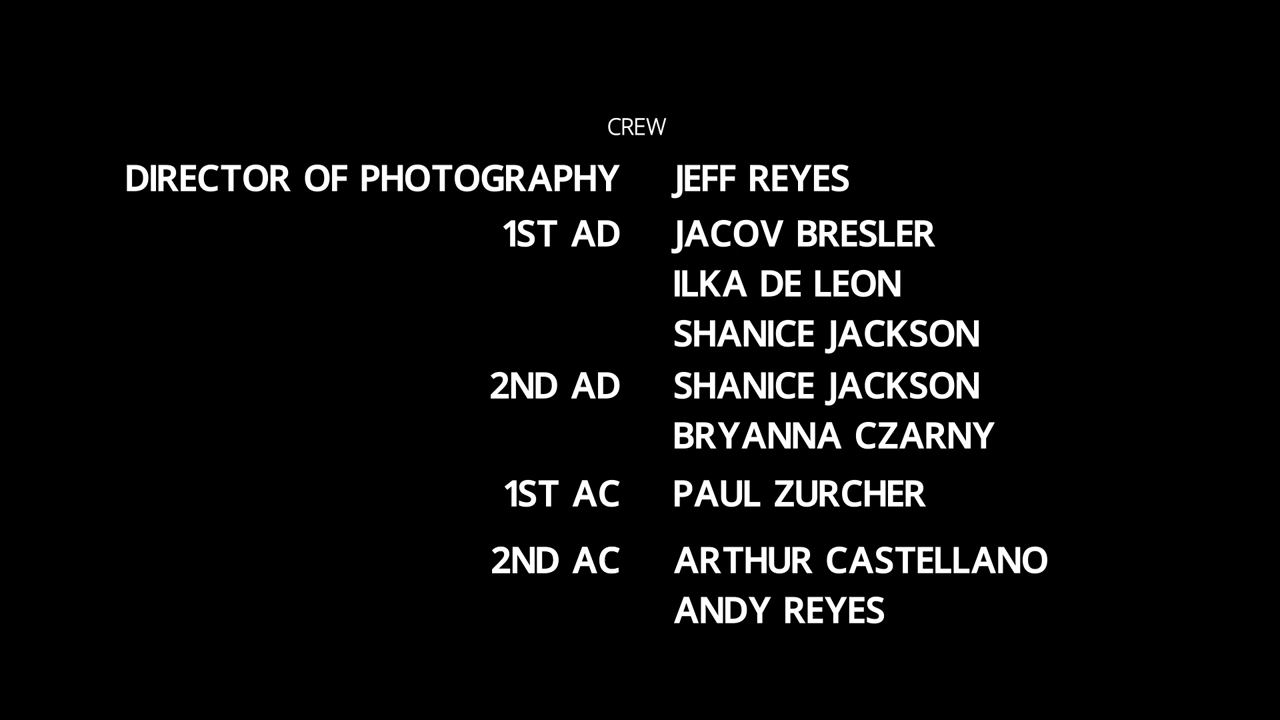 CREW
DIRECTOR OF PHOTOGRAPHY JEFF REYES
1ST AD JACOV BRESLER
ILKA DE LEON
SHANICE JACKSON
2ND AD SHANICE JACKSON
BRYANNA CZARNY
1ST AC PAUL ZURCHER
2ND AC ARTHUR CASTELLANO
ANDY REYES